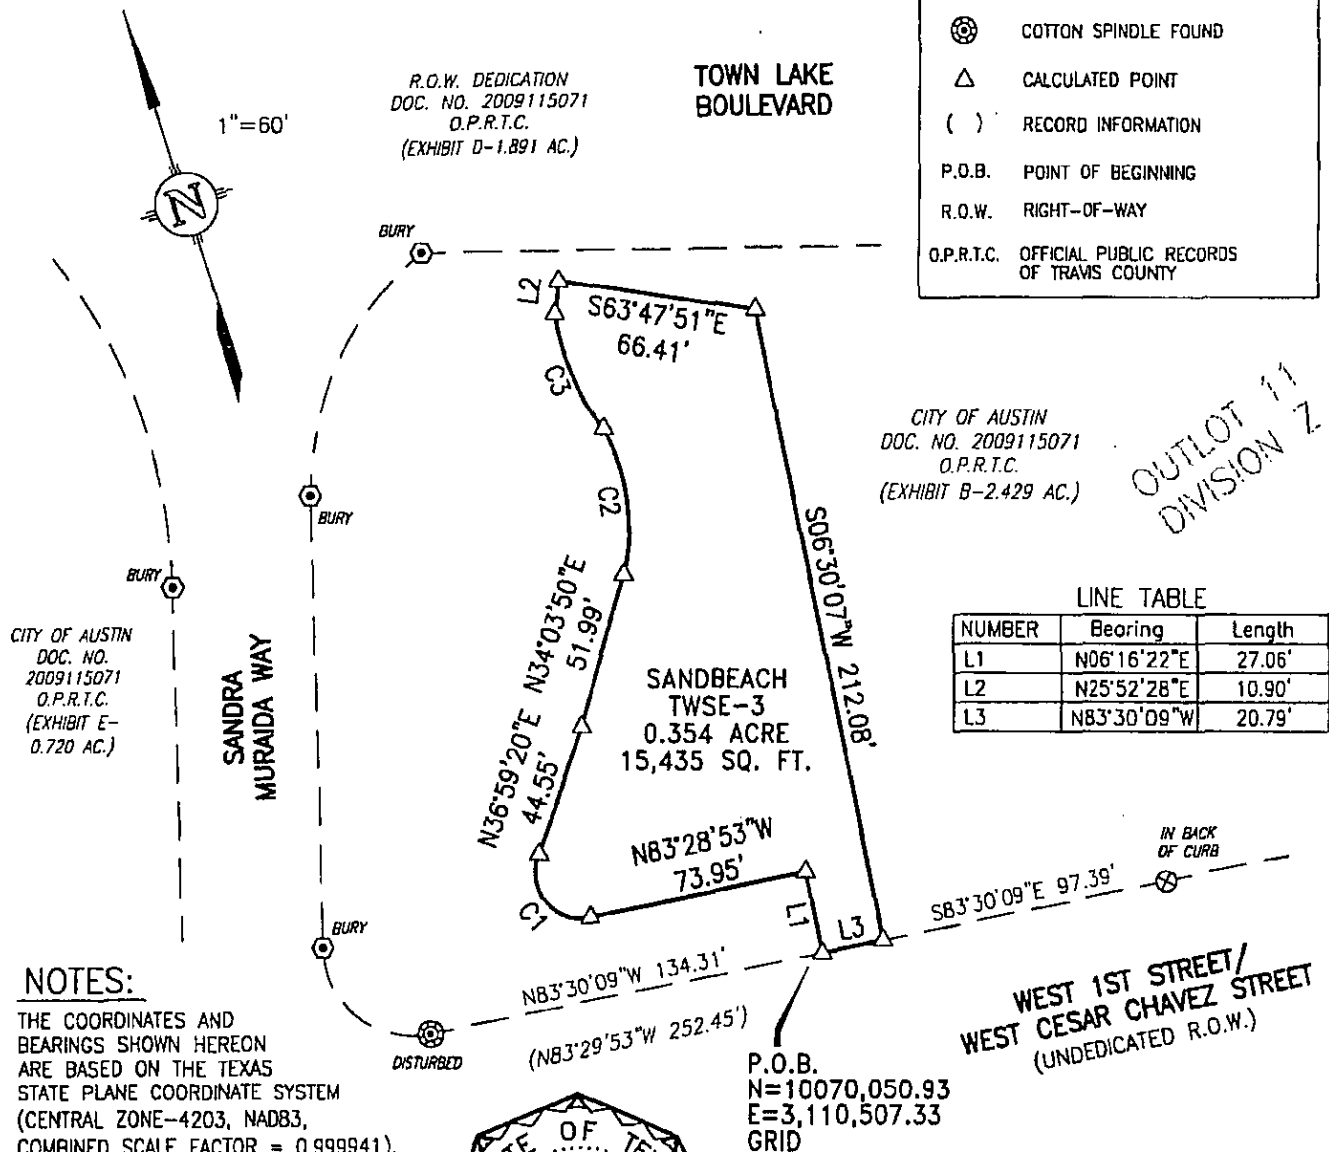 COTTON SPINDLE FOUND
CALCULATED POINT
( ) RECORD INFORMATION
P.O.B. POINT OF BEGINNING
R.O.W. RIGHT-OF-WAY
O.P.R.T.C. OFFICIAL PUBLIC RECORDS
OF TRAVIS COUNTY
1"=60'
N
R.O.W. DEDICATION
DOC. NO. 2009115071
O.P.R.T.C.
(EXHIBIT D-1.891 AC.)
TOWN LAKE
BOULEVARD
BURY
L2
S63°47'51"E
66.41'
C3
CITY OF AUSTIN
DOC. NO. 2009115071
O.P.R.T.C.
(EXHIBIT B-2.429 AC.)
OUTLOT 11
DIVISION Z
C2
BURY
BURY
S06°30'07"W 212.08'
N34°03'50"E
51.99'
CITY OF AUSTIN
DOC. NO.
2009115071
O.P.R.T.C.
(EXHIBIT E-
0.720 AC.)
SANDRA
MURAIDA WAY
SANDBEACH
TWSE-3
0.354 ACRE
15,435 SQ. FT.
LINE TABLE
NUMBER Bearing Length
L1 N06°16'22"E 27.06'
L2 N25°52'28"E 10.90'
L3 N83°30'09"W 20.79'
N36°59'20"E
44.55'
N83°28'53"W
73.95'
C1
L1
L3
S83°30'09"E 97.39'
IN BACK
OF CURB
BURY
N83°30'09"W 134.31'
(N83°29'53"W 252.45')
DISTURBED
WEST 1ST STREET/
WEST CESAR CHAVEZ STREET
(UNDEDICATED R.O.W.)
P.O.B.
N=10070,050.93
E=3,110,507.33
GRID
NOTES:
THE COORDINATES AND
BEARINGS SHOWN HEREON
ARE BASED ON THE TEXAS
STATE PLANE COORDINATE SYSTEM
(CENTRAL ZONE-4203, NAD83,
COMBINED SCALE FACTOR = 0.999941).
OF